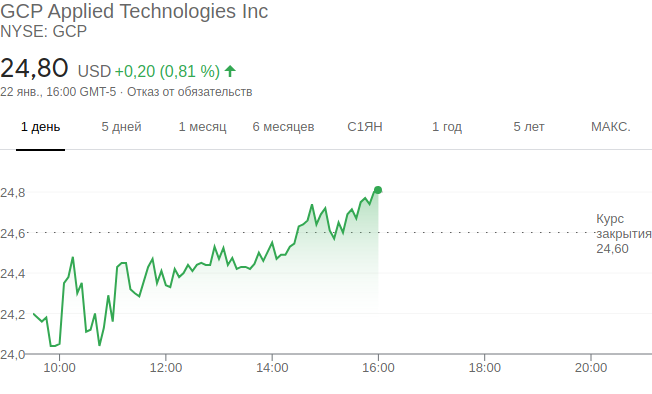 GCP Applied Technologies Inc
NYSE: GCP
24,80 USD +0,20 (0,81 %)
22 янв., 16:00 GMT-5 · Отказ от обязательств
1 день 5 дней 1 месяц 6 месяцев С1ЯН 1 год 5 лет МАКС.
24,8
24,6
24,4
24,2
24,0
Курс
закрытия
24,60
10:00 12:00 14:00 16:00 18:00 20:00